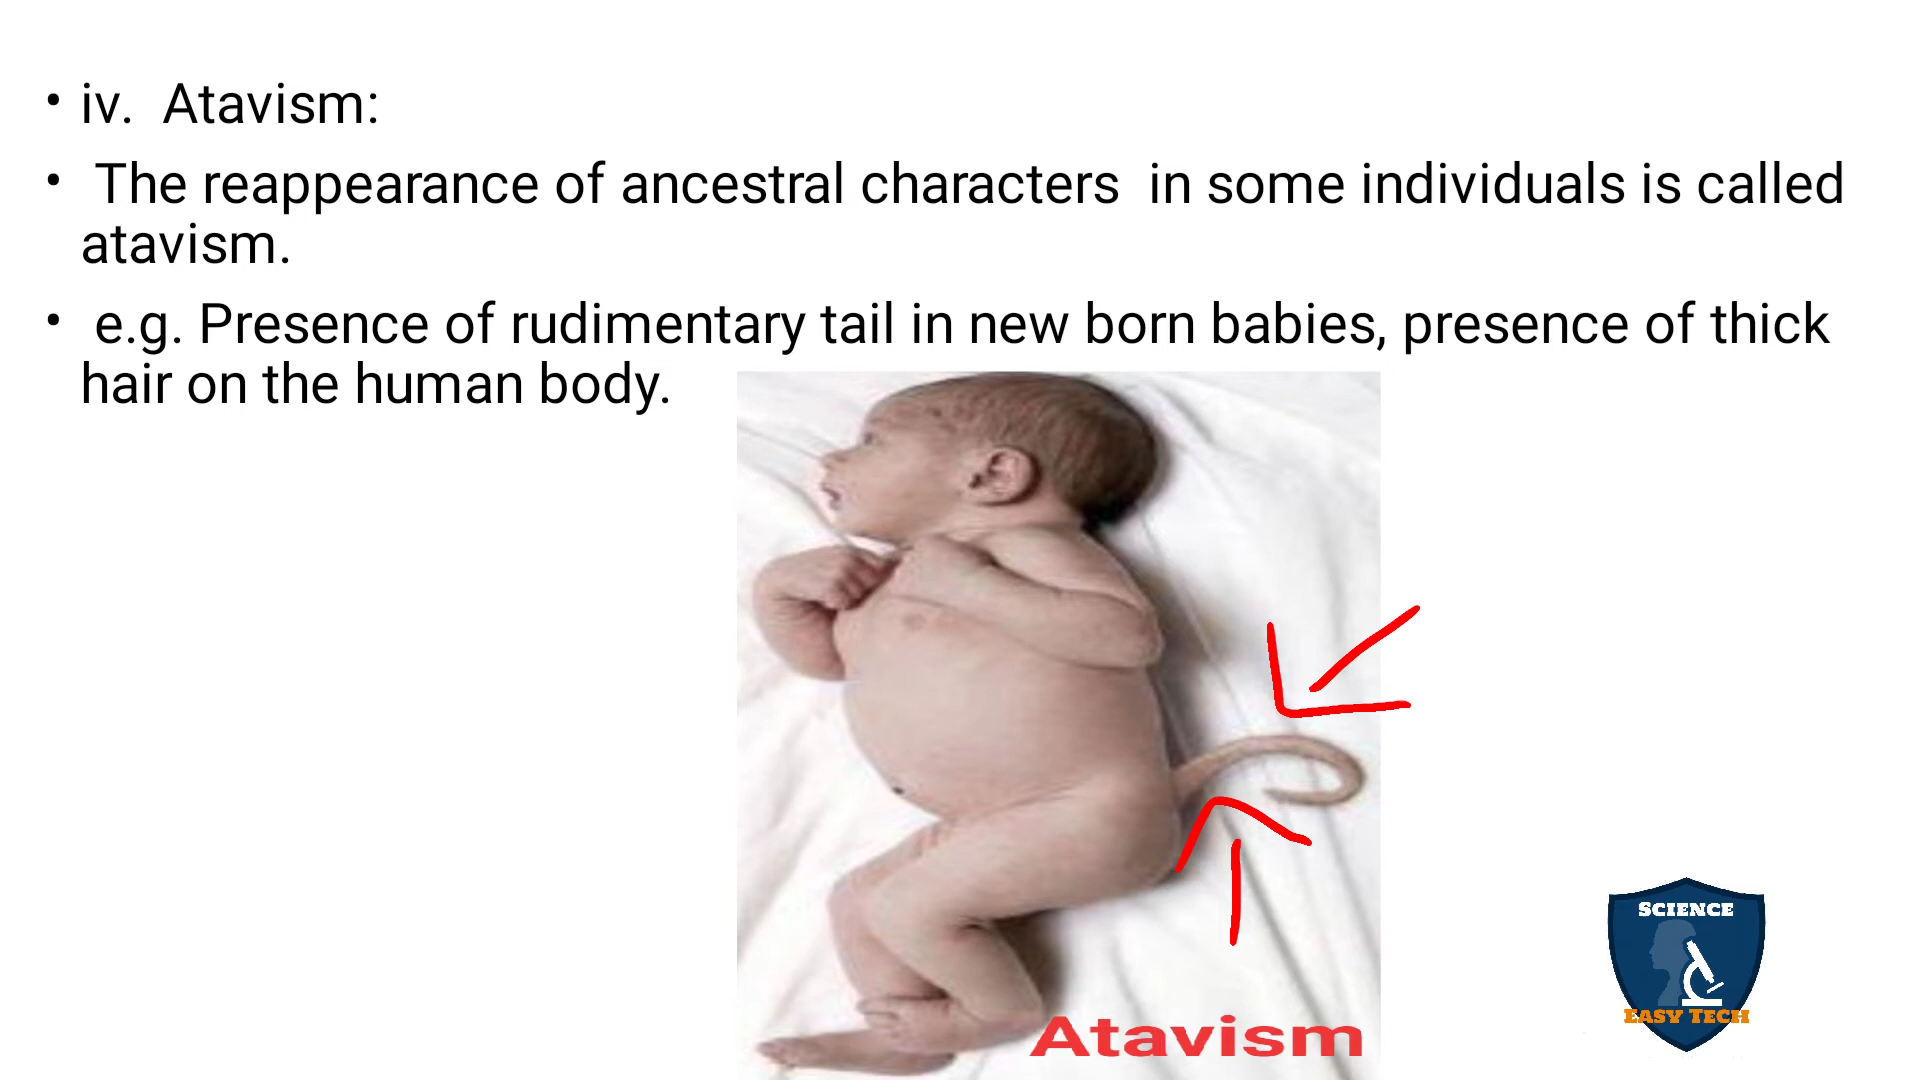 • iv.  Atavism:
•  The reappearance of ancestral characters  in some individuals is called
atavism.
•  e.g. Presence of rudimentary tail in new born babies, presence of thick
hair on the human body.
Atavism
SCIENCE
EASY TECH